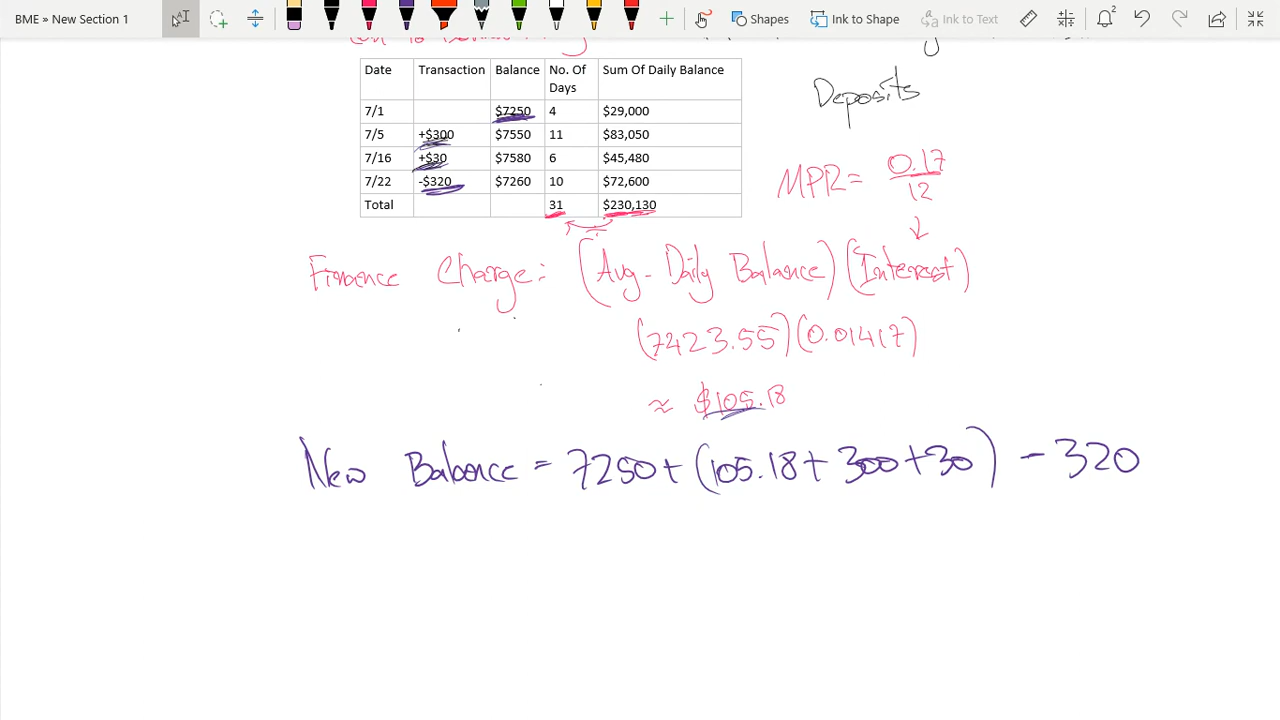 BME » New Section 1
Shapes
Ink to Shape
Ink to Text
2
Date Transaction Balance No. Of Days Sum Of Daily Balance
7/1 $7250 4 $29,000
7/5 +$300 $7550 11 $83,050
7/16 +$30 $7580 6 $45,480
7/22 -$320 $7260 10 $72,600
Total 31 $230,130
Deposits
MPR = 0.17
12
÷
Finance Charge: (Avg-Daily Balance)(Interest)
(7423.55)(0.01417)
≈ $105.18
New Balance = 7250 + (105.18 + 300 + 30) - 320